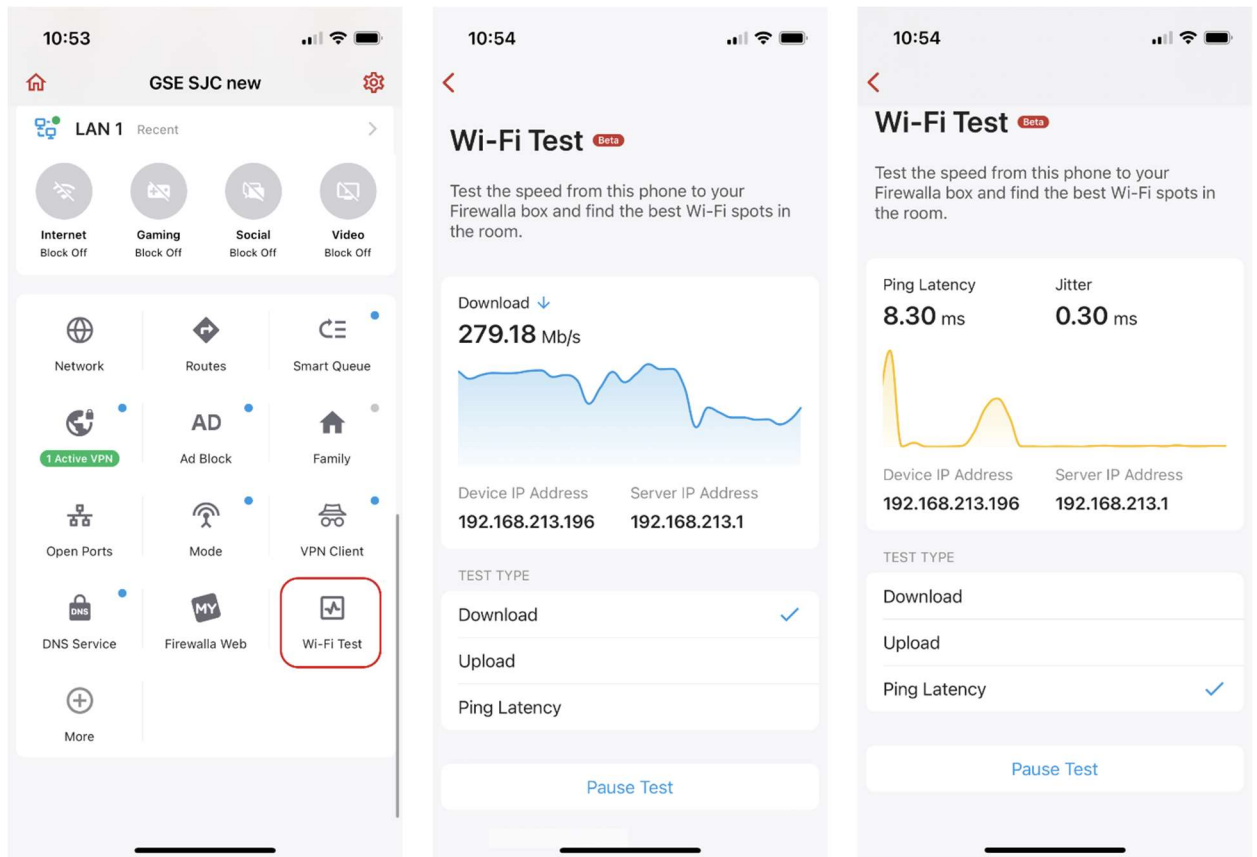 10:53
GSE SJC new
LAN 1 Recent
Internet Gaming Social Video
Block Off Block Off Block Off Block Off
Network Routes Smart Queue
AD
1 Active VPN Ad Block Family
Open Ports Mode VPN Client
DNS MY
DNS Service Firewalla Web Wi-Fi Test
More
10:54
Wi-Fi Test Beta
Test the speed from this phone to your
Firewalla box and find the best Wi-Fi spots in
the room.
Download ↓
279.18 Mb/s
Device IP Address Server IP Address
192.168.213.196 192.168.213.1
TEST TYPE
Download
Upload
Ping Latency
Pause Test
10:54
Wi-Fi Test Beta
Test the speed from this phone to your
Firewalla box and find the best Wi-Fi spots in
the room.
Ping Latency Jitter
8.30 ms 0.30 ms
Device IP Address Server IP Address
192.168.213.196 192.168.213.1
TEST TYPE
Download
Upload
Ping Latency
Pause Test